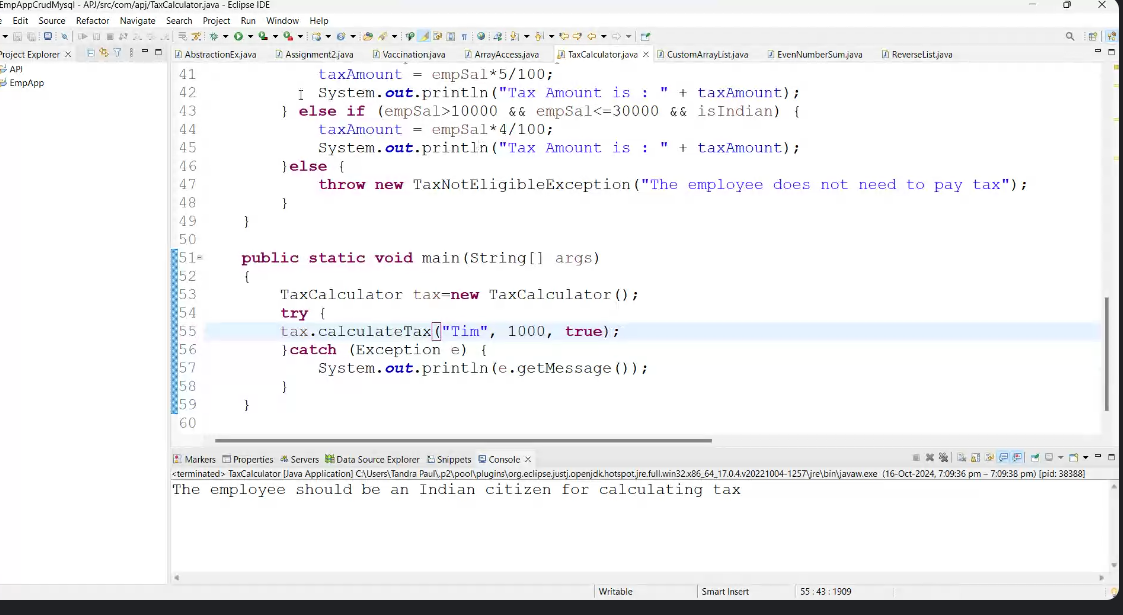 EmpAppCrudMysql - APJ/src/com/apj/TaxCalculator.java - Eclipse IDE
Edit Source Refactor Navigate Search Project Run Window Help
Project Explorer
APJ
EmpApp
AbstractionEx.java Assignment2.java Vaccination.java ArrayAccess.java TaxCalculator.java CustomArrayList.java EvenNumberSum.java ReverseList.java
41 taxAmount = empSal*5/100;
42 System.out.println("Tax Amount is : " + taxAmount);
43 } else if (empSal>10000 && empSal<=30000 && isIndian) {
44 taxAmount = empSal*4/100;
45 System.out.println("Tax Amount is : " + taxAmount);
46 }else {
47 throw new TaxNotEligibleException("The employee does not need to pay tax");
48 }
49 }
50
51 public static void main(String[] args)
52 {
53 TaxCalculator tax=new TaxCalculator();
54 try {
55 tax.calculateTax("Tim", 1000, true);
56 }catch (Exception e) {
57 System.out.println(e.getMessage());
58 }
59 }
60
Markers Properties Servers Data Source Explorer Snippets Console
<terminated> TaxCalculator [Java Application] C:\Users\Tandra Paul\.p2\pool\plugins\org.eclipse.justj.openjdk.hotspot.jre.full.win32.x86_64_17.0.4.v20221004-1257\jre\bin\javaw.exe (16-Oct-2024, 7:09:36 pm – 7:09:38 pm) [pid: 38388]
The employee should be an Indian citizen for calculating tax
Writable Smart Insert 55 : 43 : 1909